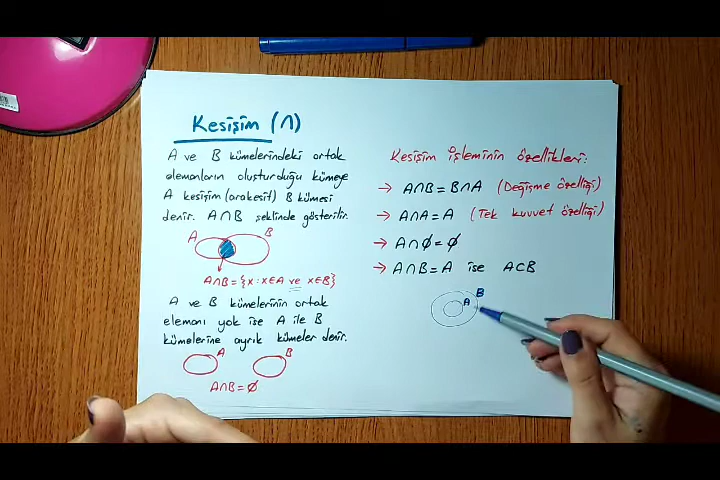 Kesişim (∩)
A ve B kümelerindeki ortak
elemanların oluşturduğu kümeye
A kesişim (arakesit) B kümesi
denir. A∩B şeklinde gösterilir.
A B
A∩B = {x : x∈A ve x∈B}
A ve B kümelerinin ortak
elemanı yok ise A ile B
kümelerine ayrık kümeler denir.
A B
A∩B = ∅
Kesişim İşleminin özellikleri:
→ A∩B = B∩A (Değişme özelliği)
→ A∩A = A (Tek kuvvet özelliği)
→ A∩∅ = ∅
→ A∩B = A ise A⊂B
A B